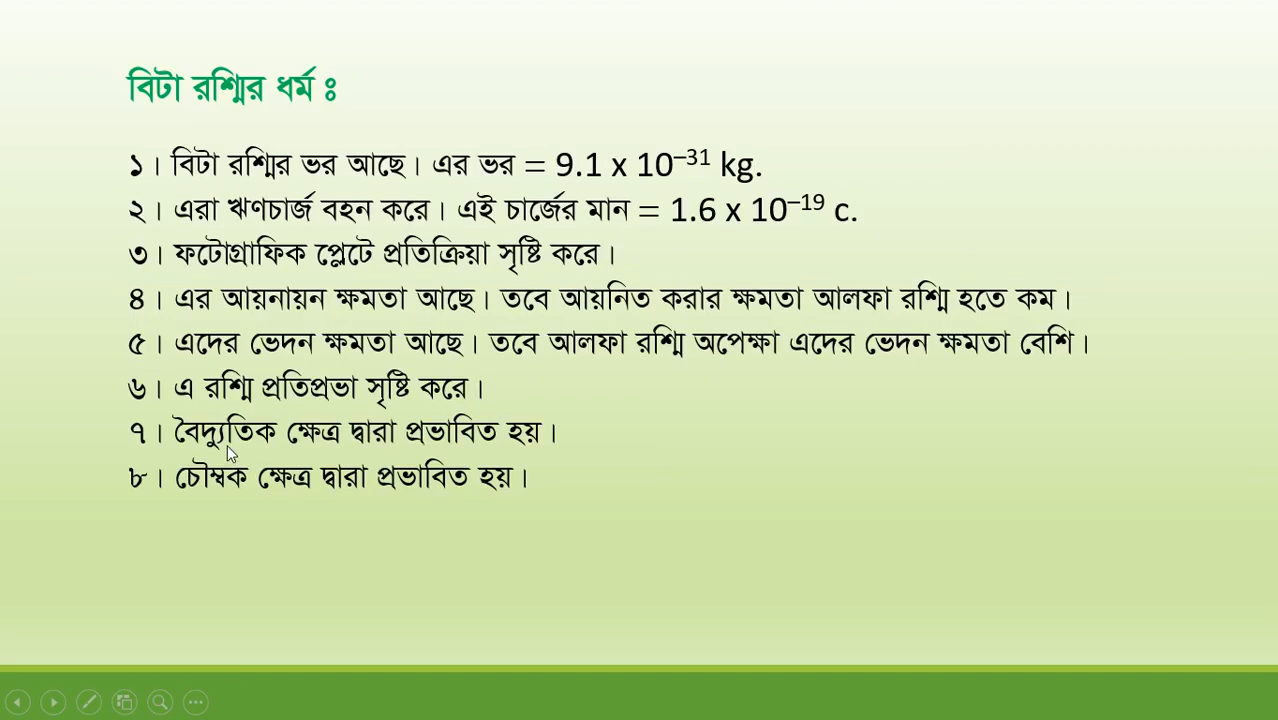 বিটা রশ্মির ধর্ম ঃ
১। বিটা রশ্মির ভর আছে। এর ভর = 9.1 x 10⁻³¹ kg.
২। এরা ঋণচার্জ বহন করে। এই চার্জের মান = 1.6 x 10⁻¹⁹ c.
৩। ফটোগ্রাফিক প্লেটে প্রতিক্রিয়া সৃষ্টি করে।
৪। এর আয়নায়ন ক্ষমতা আছে। তবে আয়নিত করার ক্ষমতা আলফা রশ্মি হতে কম।
৫। এদের ভেদন ক্ষমতা আছে। তবে আলফা রশ্মি অপেক্ষা এদের ভেদন ক্ষমতা বেশি।
৬। এ রশ্মি প্রতিপ্রভা সৃষ্টি করে।
৭। বৈদ্যুতিক ক্ষেত্র দ্বারা প্রভাবিত হয়।
৮। চৌম্বক ক্ষেত্র দ্বারা প্রভাবিত হয়।